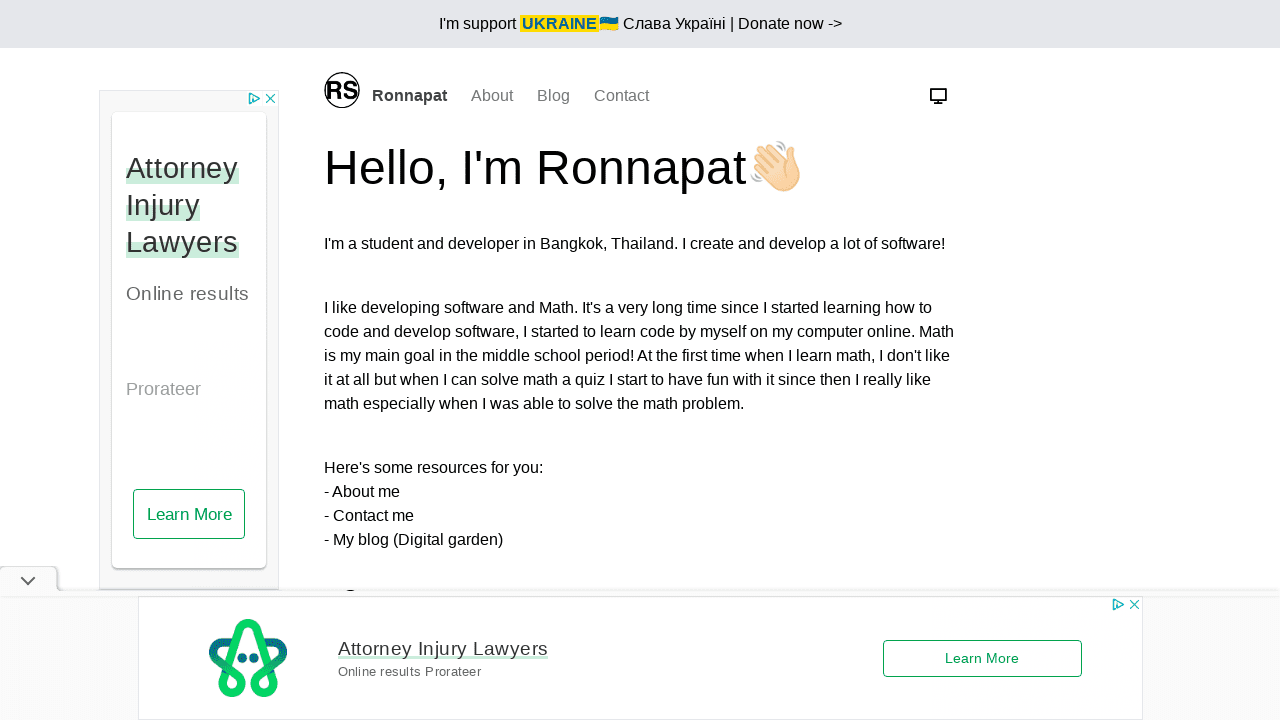 I'm support UKRAINE🇺🇦 Слава Україні | Donate now ->
RS Ronnapat About Blog Contact
Attorney
Injury
Lawyers
Online results
Prorateer
Learn More
Hello, I'm Ronnapat👋🏻
I'm a student and developer in Bangkok, Thailand. I create and develop a lot of software!
I like developing software and Math. It's a very long time since I started learning how to
code and develop software, I started to learn code by myself on my computer online. Math
is my main goal in the middle school period! At the first time when I learn math, I don't like
it at all but when I can solve math a quiz I start to have fun with it since then I really like
math especially when I was able to solve the math problem.
Here's some resources for you:
- About me
- Contact me
- My blog (Digital garden)
Attorney Injury Lawyers
Online results Prorateer
Learn More